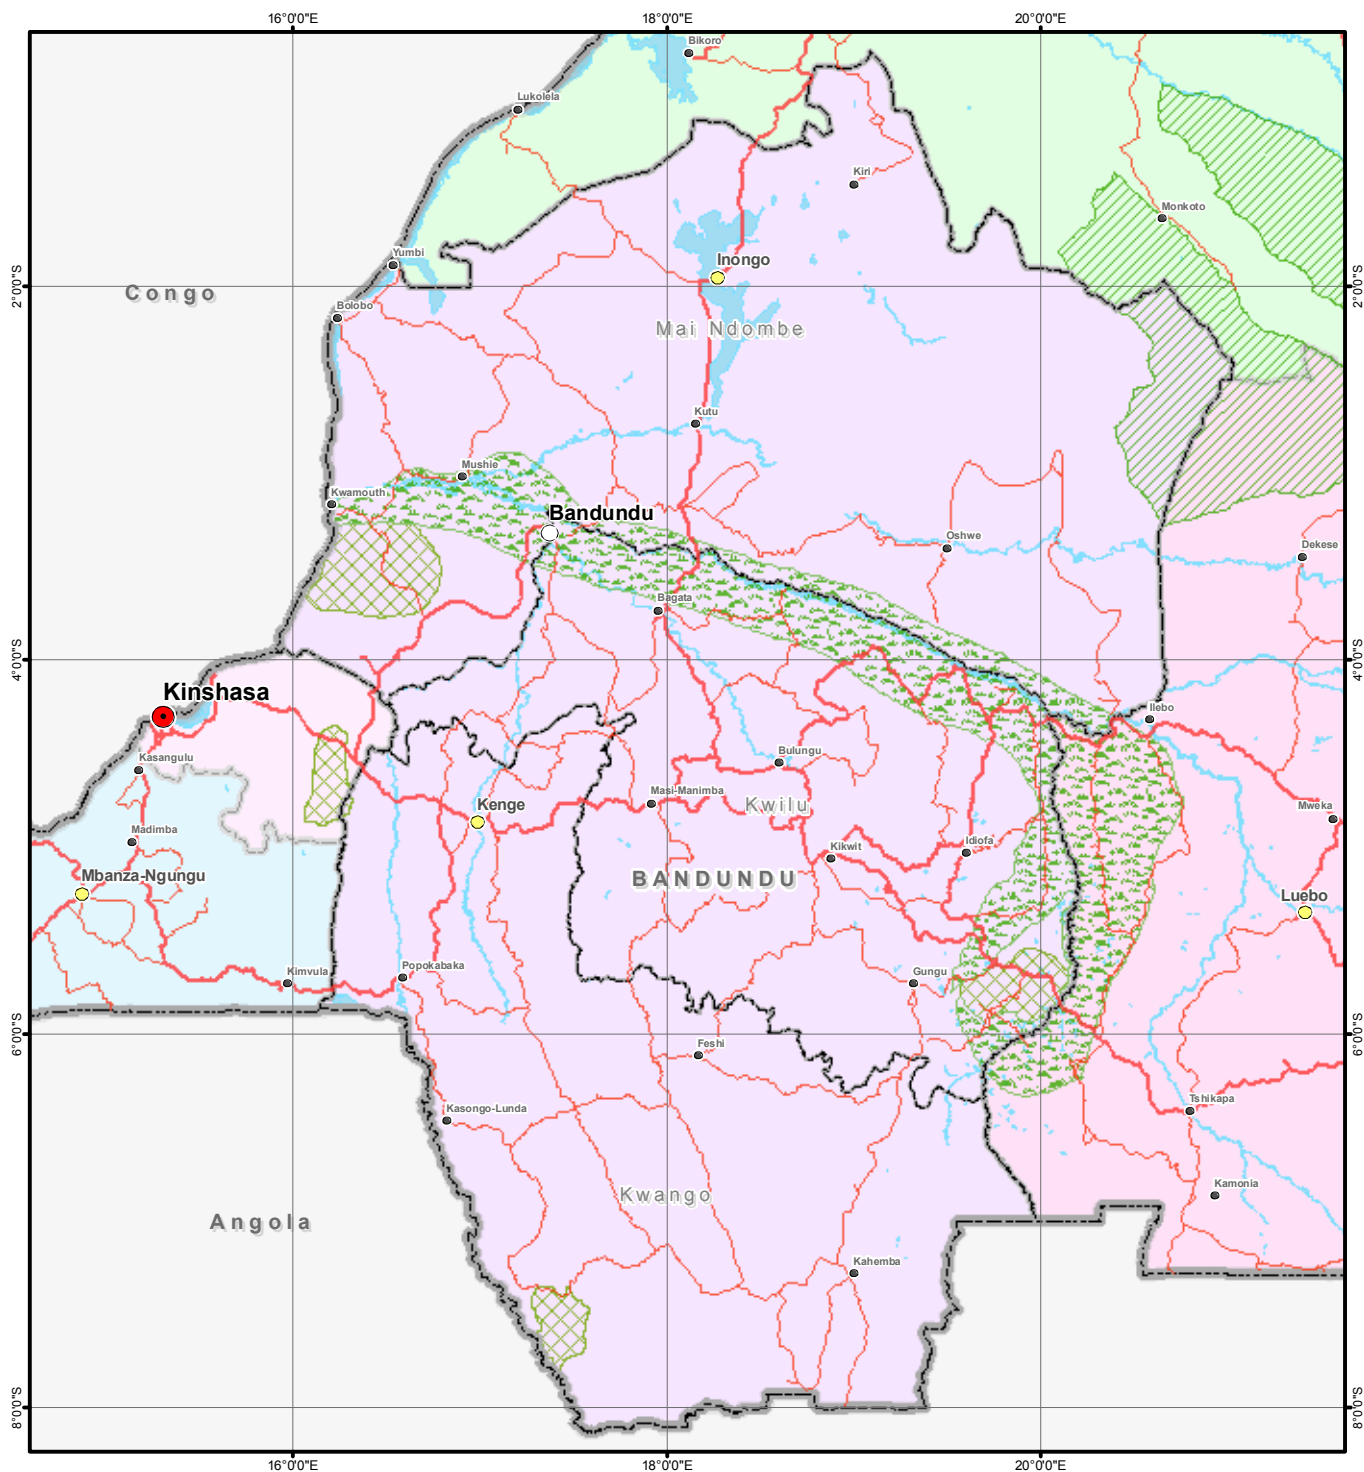 16°0'0"E 18°0'0"E 20°0'0"E
Bikoro
Lukolela
Kiri
Monkoto
Yumbi
Inongo
2°0'0"S 2°0'0"S
Congo
Bolobo
Mai Ndombe
Kutu
Mushie
Kwamouth
Bandundu
Oshwe
Dekese
Bagata
4°0'0"S 4°0'0"S
Kinshasa
Ilebo
Kasangulu
Bulungu
Masi-Manimba
Kenge
Kwilu
Mweka
Madimba
Kikwit
Idiofa
Mbanza-Ngungu
BANDUNDU
Luebo
Popokabaka
Kimvula
Gungu
6°0'0"S 6°0'0"S
Feshi
Kasongo-Lunda
Tshikapa
Kamonia
Kwango
Angola
Kahemba
8°0'0"S 8°0'0"S
16°0'0"E 18°0'0"E 20°0'0"E